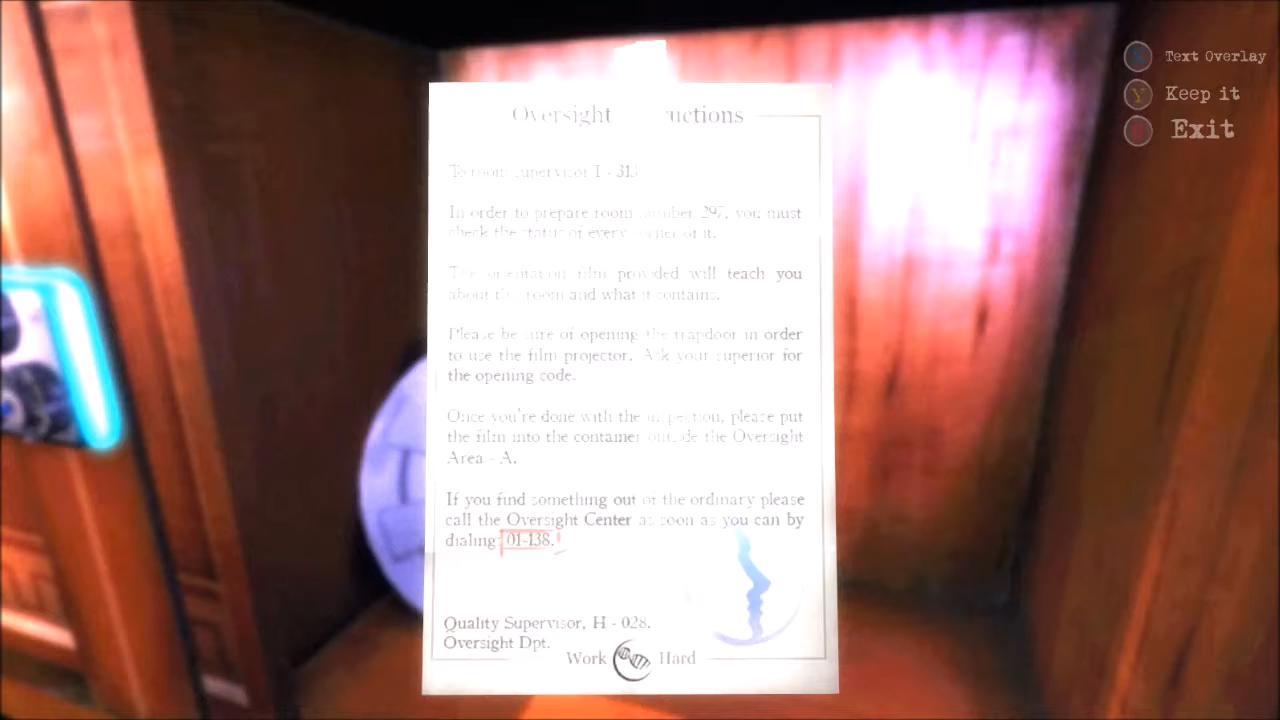 Text Overlay
Y Keep it
Exit
Oversight uctions
To room supervisor I - 313
In order to prepare room number 297, you must
check the status of every corner of it.
The orientation film provided will teach you
about the room and what it contains.
Please be sure of opening the trapdoor in order
to use the film projector. Ask your superior for
the opening code.
Once you're done with the inspection, please put
the film into the container outside the Oversight
Area - A.
If you find something out of the ordinary please
call the Oversight Center as soon as you can by
dialing 01-138.
Quality Supervisor, H - 028.
Oversight Dpt.
Work Hard